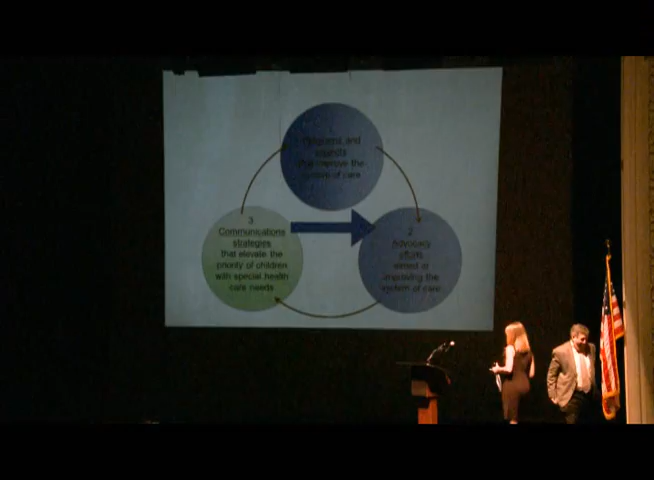 and
that improve the
system of care
3.
Communications
strategies
that elevate the
priority of children
with special health
care needs
2.
Advocacy
efforts
aimed at
improving the
system of care